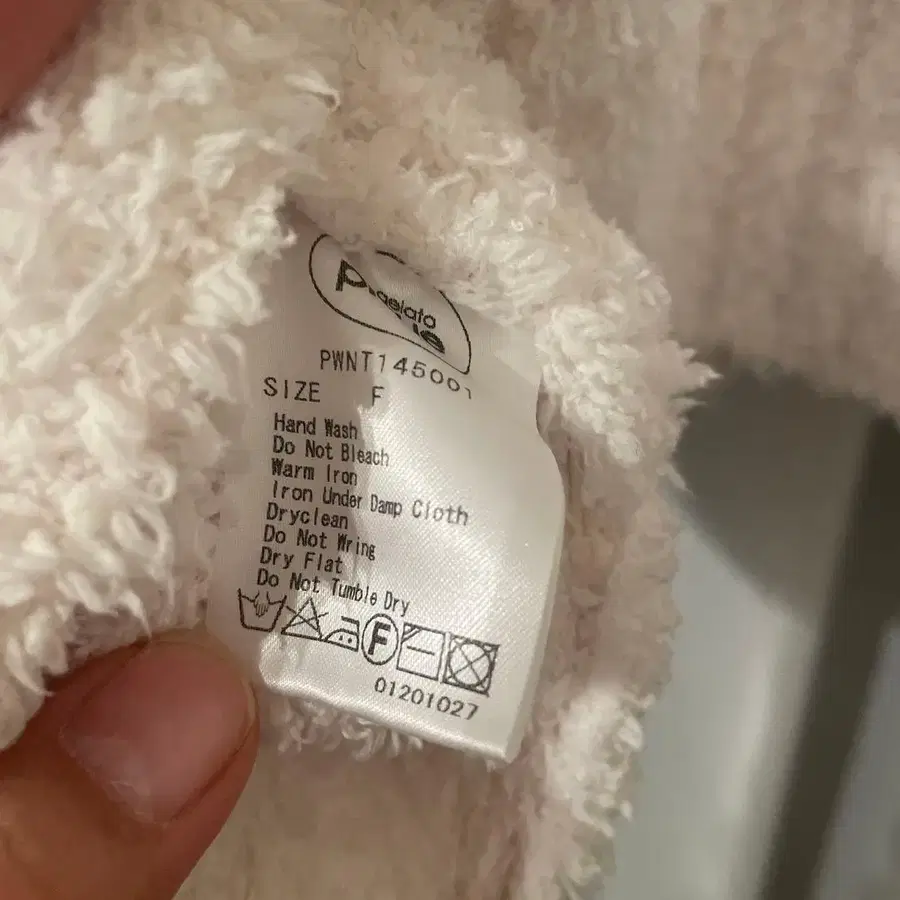 gelato
PWNT145001
SIZE F
Hand Wash
Do Not Bleach
Warm Iron
Iron Under Damp Cloth
Dryclean
Do Not Wring
Dry Flat
Do Not Tumble Dry
F
01201027